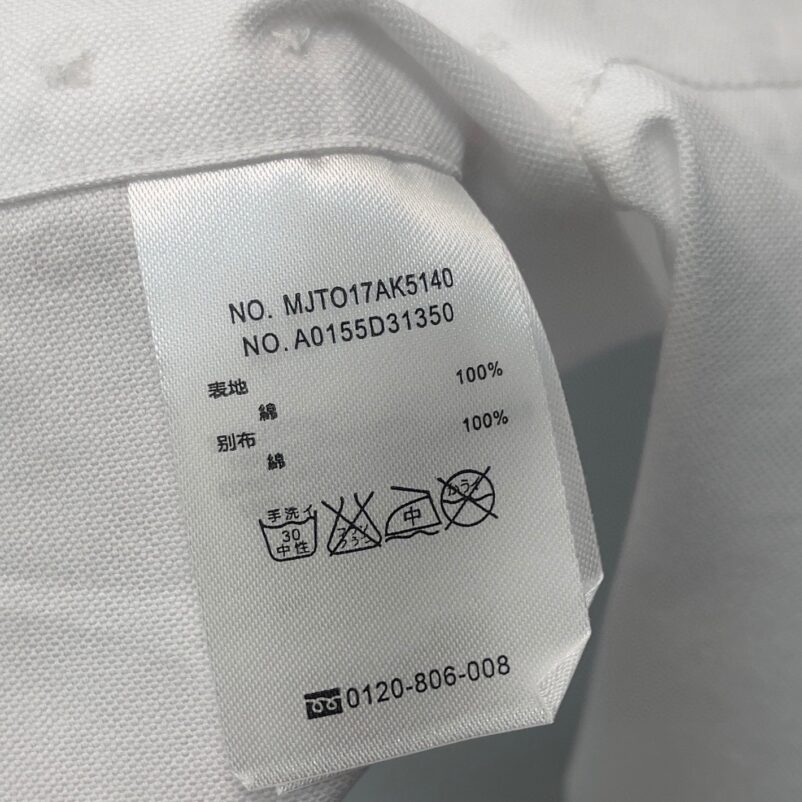 NO. MJTO17AK5140
NO.A0155D31350
表地 100%
綿
別布 100%
綿
手洗イ
30
中性
中
0120-806-008